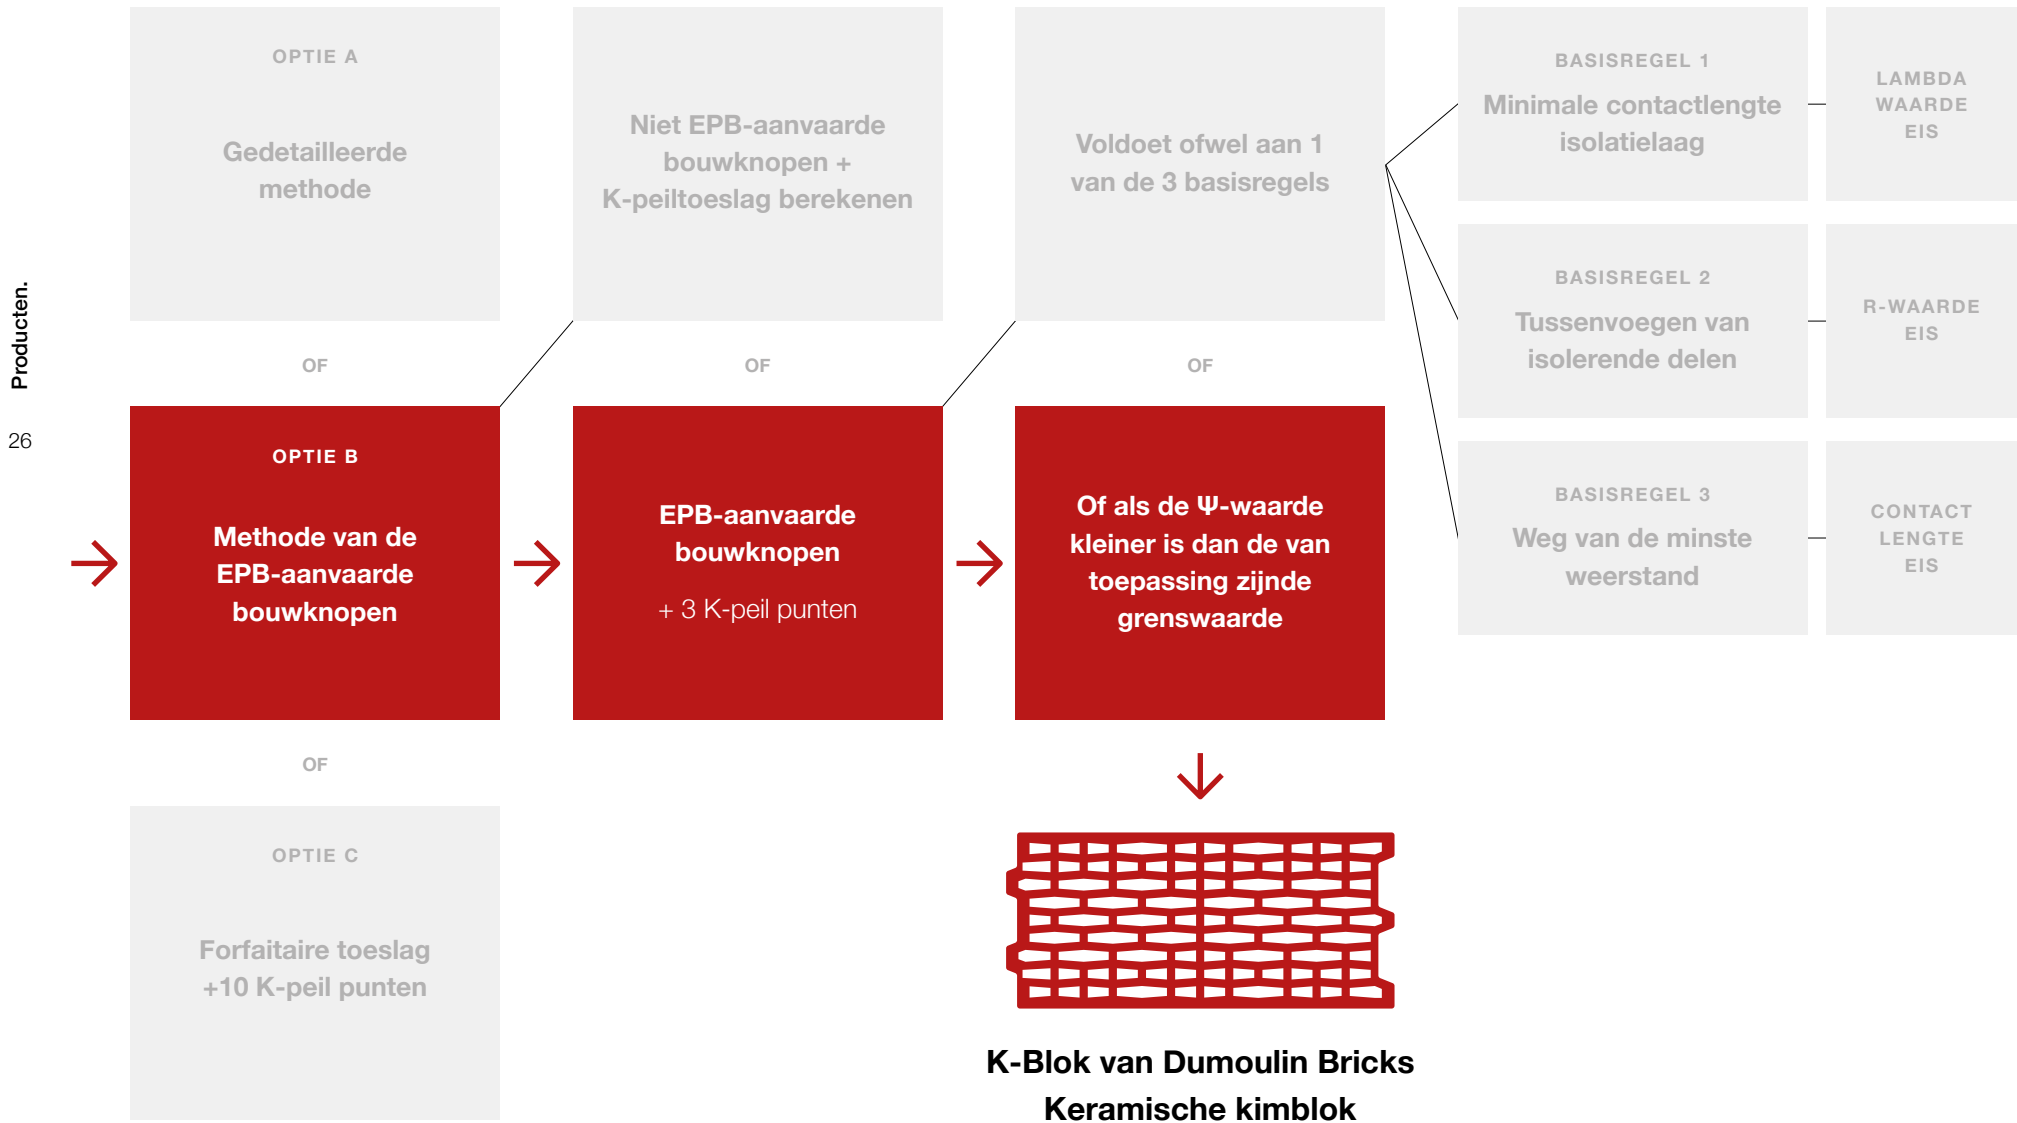 Producten.
26
OPTIE A
Gedetailleerde
methode
OF
OPTIE B
Methode van de
EPB-aanvaarde
bouwknopen
OF
OPTIE C
Forfaitaire toeslag
+10 K-peil punten
Niet EPB-aanvaarde
bouwknopen +
K-peiltoeslag berekenen
OF
EPB-aanvaarde
bouwknopen
+ 3 K-peil punten
Voldoet ofwel aan 1
van de 3 basisregels
OF
Of als de Ψ-waarde
kleiner is dan de van
toepassing zijnde
grenswaarde
K-Blok van Dumoulin Bricks
Keramische kimblok
BASISREGEL 1
Minimale contactlengte
isolatielaag
LAMBDA
WAARDE
EIS
BASISREGEL 2
Tussenvoegen van
isolerende delen
R-WAARDE
EIS
BASISREGEL 3
Weg van de minste
weerstand
CONTACT
LENGTE
EIS